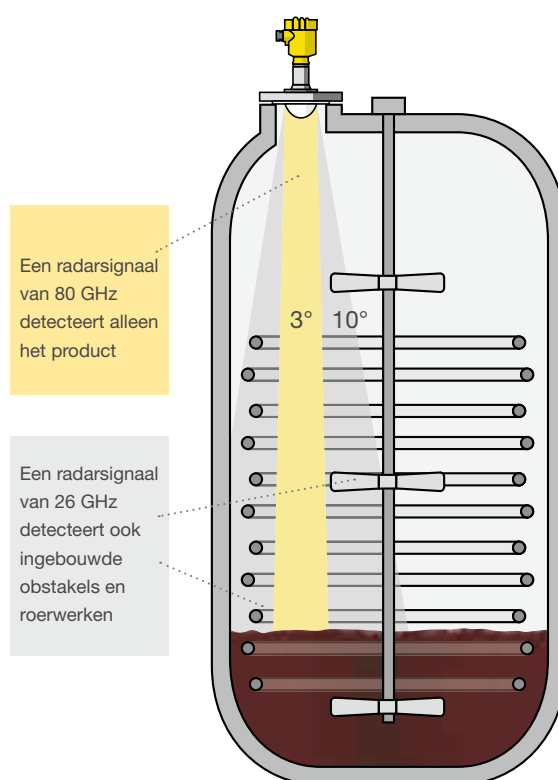 Een radarsignaal
van 80 GHz
detecteert alleen
het product
3° 10°
Een radarsignaal
van 26 GHz
detecteert ook
ingebouwde
obstakels en
roerwerken